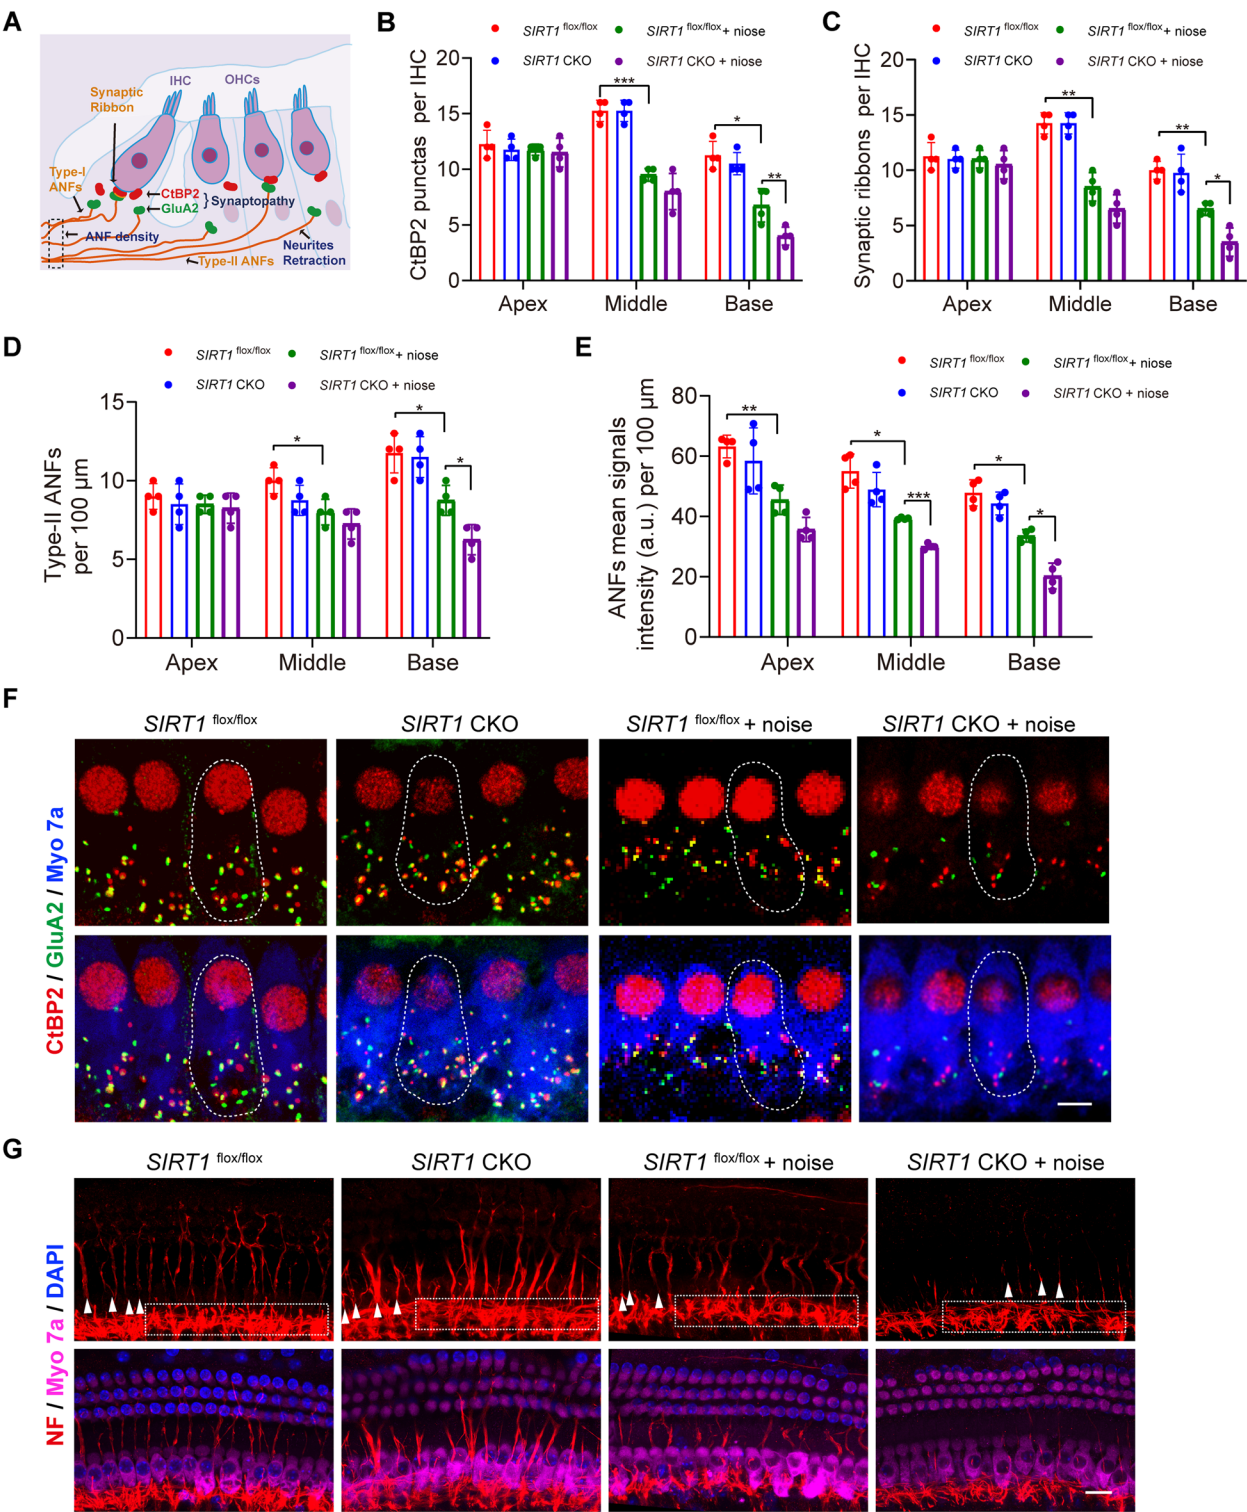 A
IHC
OHCs
Synaptic
Ribbon
Type-I
ANFs
CtBP2
GluA2
} Synaptopathy
ANF density
Neurites
Retraction
Type-II ANFs
B
SIRT1 flox/flox
SIRT1 flox/flox + niose
SIRT1 CKO
SIRT1 CKO + niose
CtBP2 punctas per IHC
20
15
10
5
0
***
*
**
Apex
Middle
Base
C
SIRT1 flox/flox
SIRT1 flox/flox + niose
SIRT1 CKO
SIRT1 CKO + niose
Synaptic ribbons per IHC
20
15
10
5
0
**
**
*
Apex
Middle
Base
D
SIRT1 flox/flox
SIRT1 flox/flox + niose
SIRT1 CKO
SIRT1 CKO + niose
Type-II ANFs
per 100 μm
15
10
5
0
*
*
*
Apex
Middle
Base
E
SIRT1 flox/flox
SIRT1 flox/flox + niose
SIRT1 CKO
SIRT1 CKO + niose
ANFs mean signals
intensity (a.u.) per 100 μm
80
60
40
20
0
**
*
***
*
*
Apex
Middle
Base
F
SIRT1 flox/flox
SIRT1 CKO
SIRT1 flox/flox + noise
SIRT1 CKO + noise
CtBP2 / GluA2 / Myo 7a
G
SIRT1 flox/flox
SIRT1 CKO
SIRT1 flox/flox + noise
SIRT1 CKO + noise
NF / Myo 7a / DAPI